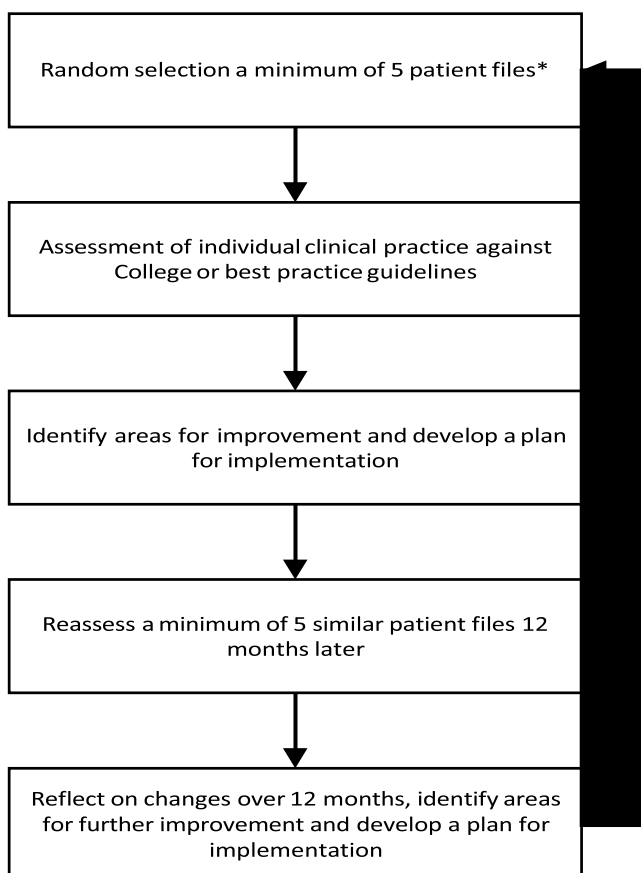 Random selection a minimum of 5 patient files*
Assessment of individual clinical practice against
College or best practice guidelines
Identify areas for improvement and develop a plan
for implementation
Reassess a minimum of 5 similar patient files 12
months later
Reflect on changes over 12 months, identify areas
for further improvement and develop a plan for
implementation